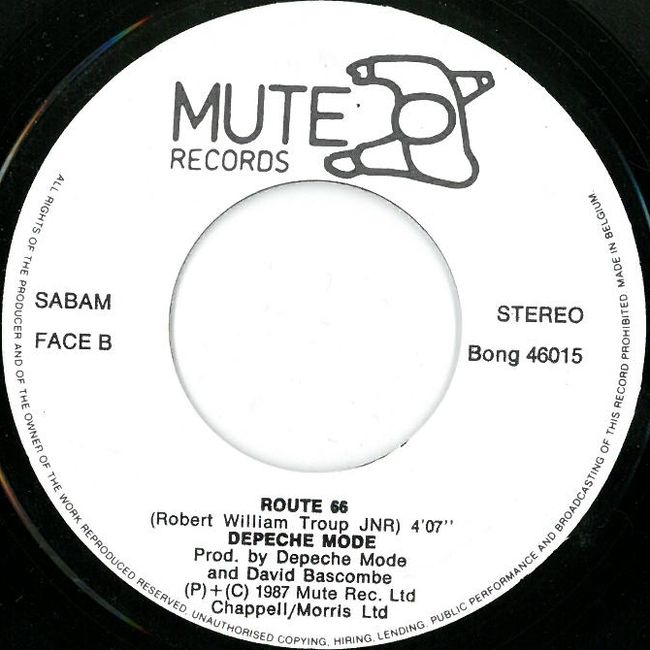 MUTE
RECORDS
SABAM
FACE B
STEREO
Bong 46015
ROUTE 66
(Robert William Troup JNR) 4'07''
DEPECHE MODE
Prod. by Depeche Mode
and David Bascombe
(P)+(C) 1987 Mute Rec. Ltd
Chappell/Morris Ltd
ALL RIGHTS OF THE PRODUCER AND OF THE OWNER OF THE WORK REPRODUCED RESERVED. UNAUTHORISED COPYING, HIRING, LENDING, PUBLIC PERFORMANCE AND BROADCASTING OF THIS RECORD PROHIBITED. MADE IN BELGIUM.